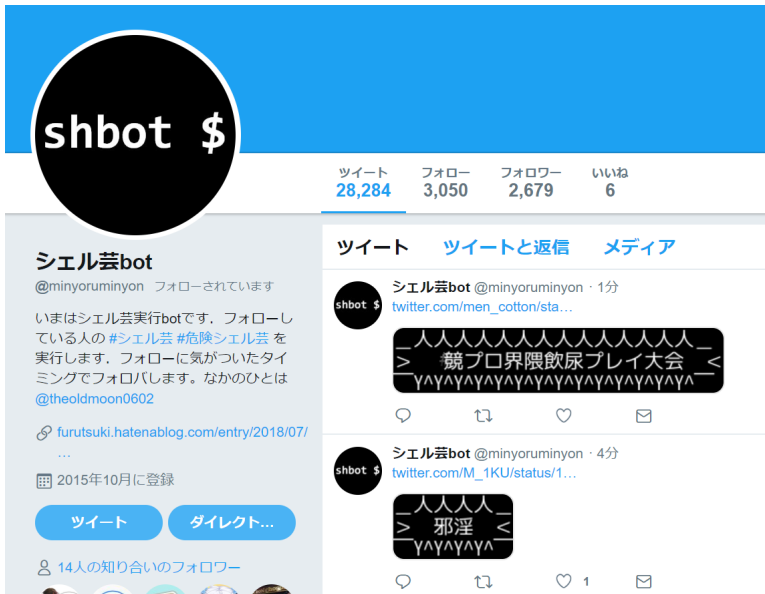 shbot $
ツイート フォロー フォロワー いいね
28,284 3,050 2,679 6
シェル芸bot
@minyoruminyon フォローされています
いまはシェル芸実行botです．フォローし
ている人の #シェル芸 #危険シェル芸 を
実行します．フォローに気がついたタイ
ミングでフォロバします。なかのひとは
@theoldmoon0602
furutsuki.hatenablog.com/entry/2018/07/
…
2015年10月に登録
ツイート ダイレクト...
14人の知り合いのフォロワー
ツイート ツイートと返信 メディア
シェル芸bot @minyoruminyon · 1分
shbot $
twitter.com/men_cotton/sta…
＿人人人人人人人人人人人人人人＿
＞ 競プロ界隈飲尿プレイ大会 ＜
￣Y^Y^Y^Y^Y^Y^Y^Y^Y^Y^Y^Y^Y^￣
シェル芸bot @minyoruminyon · 4分
shbot $
twitter.com/M_1KU/status/1…
＿人人人人＿
＞ 邪淫 ＜
￣Y^Y^Y^Y^￣
1